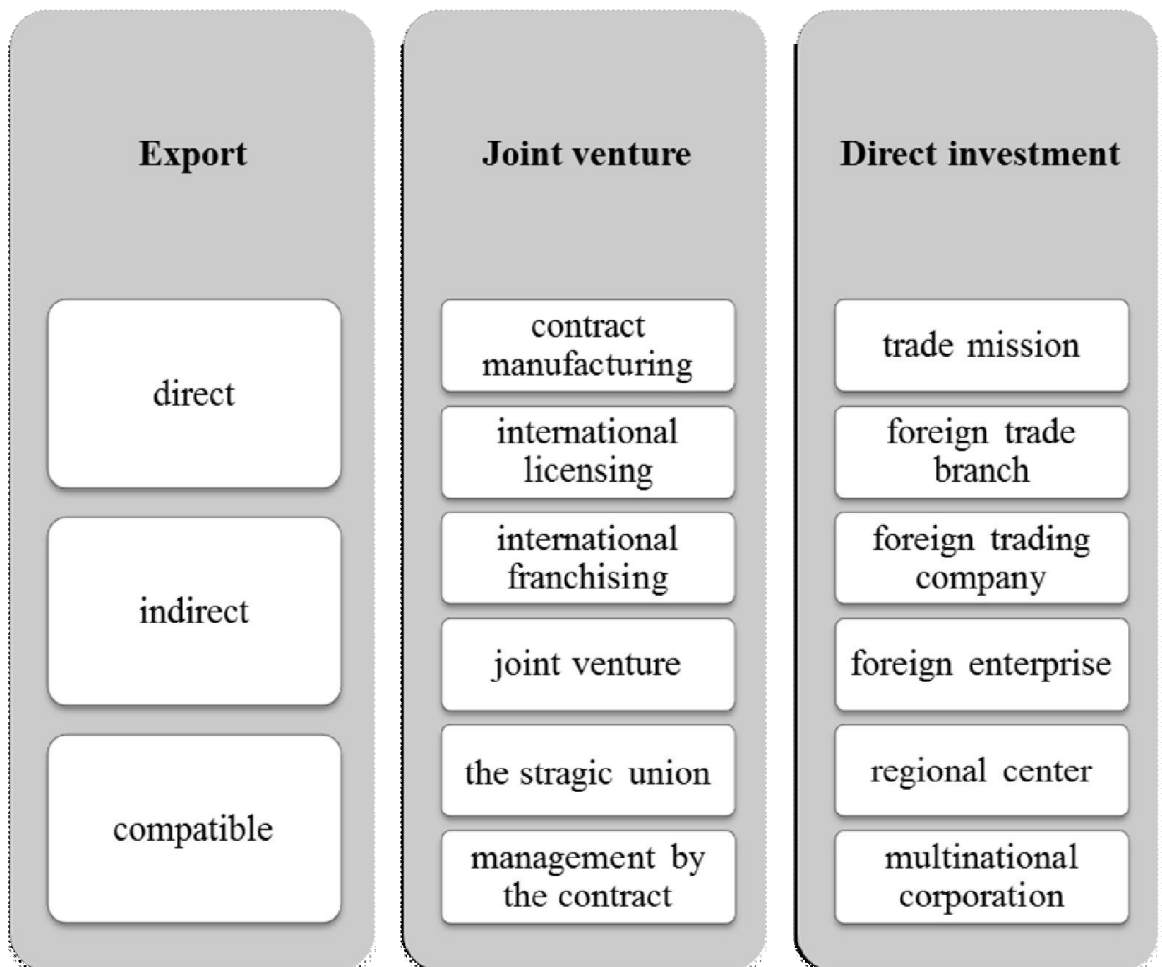 Export
direct
indirect
compatible
Joint venture
contract
manufacturing
international
licensing
international
franchising
joint venture
the stragic union
management by
the contract
Direct investment
trade mission
foreign trade
branch
foreign trading
company
foreign enterprise
regional center
multinational
corporation